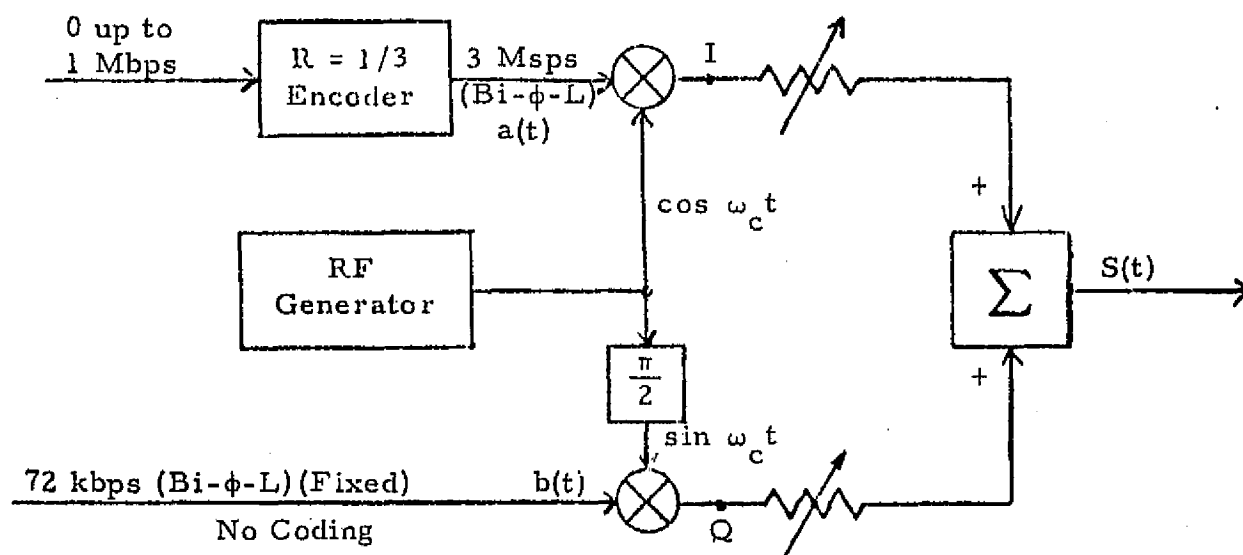 0 up to
1 Mbps
R = 1/3
Encoder
3 Msps
(Bi-ϕ-L)
a(t)
I
+
cos ω_c t
RF
Generator
Σ
S(t)
π/2
+
sin ω_c t
72 kbps (Bi-ϕ-L) (Fixed)
b(t)
No Coding
Q